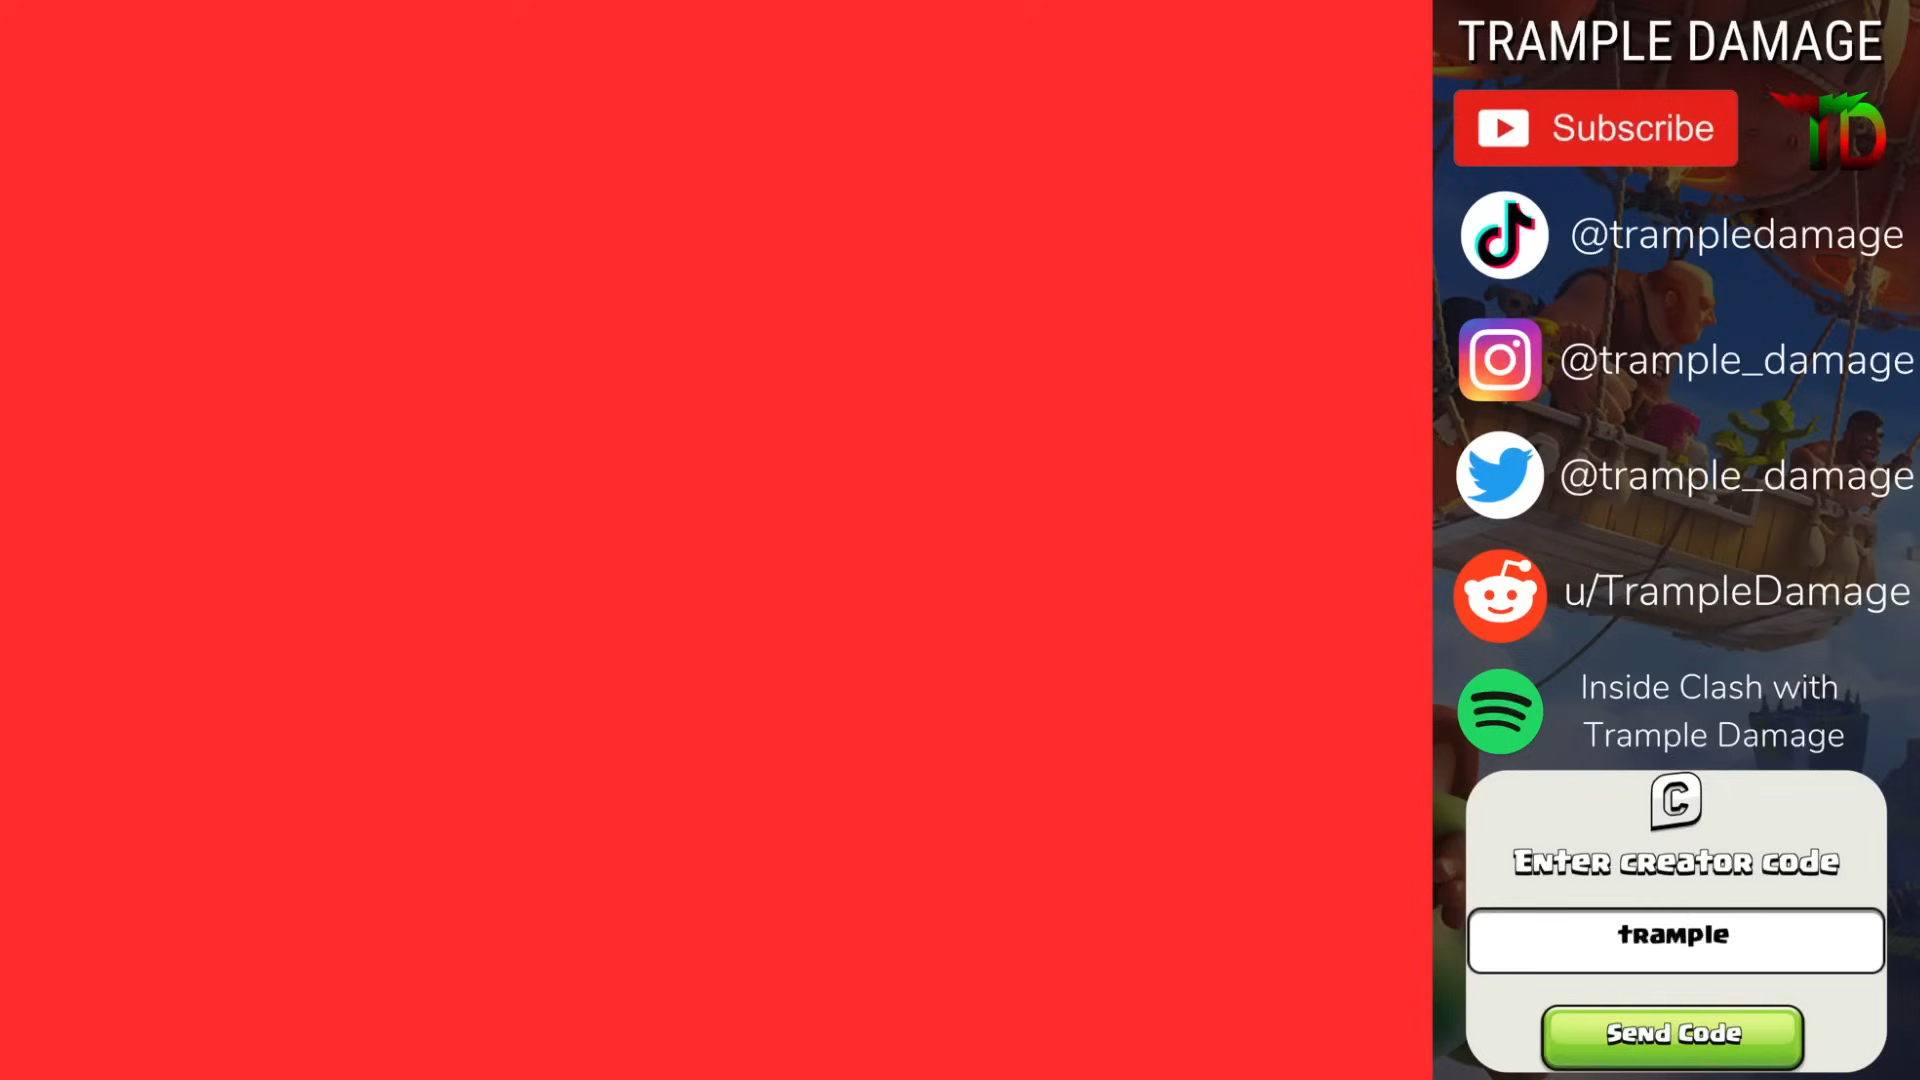 TRAMPLE DAMAGE
Subscribe
TD
@trampledamage
@trample_damage
@trample_damage
u/TrampleDamage
Inside Clash with
Trample Damage
C
Enter creator code
trample
Send Code